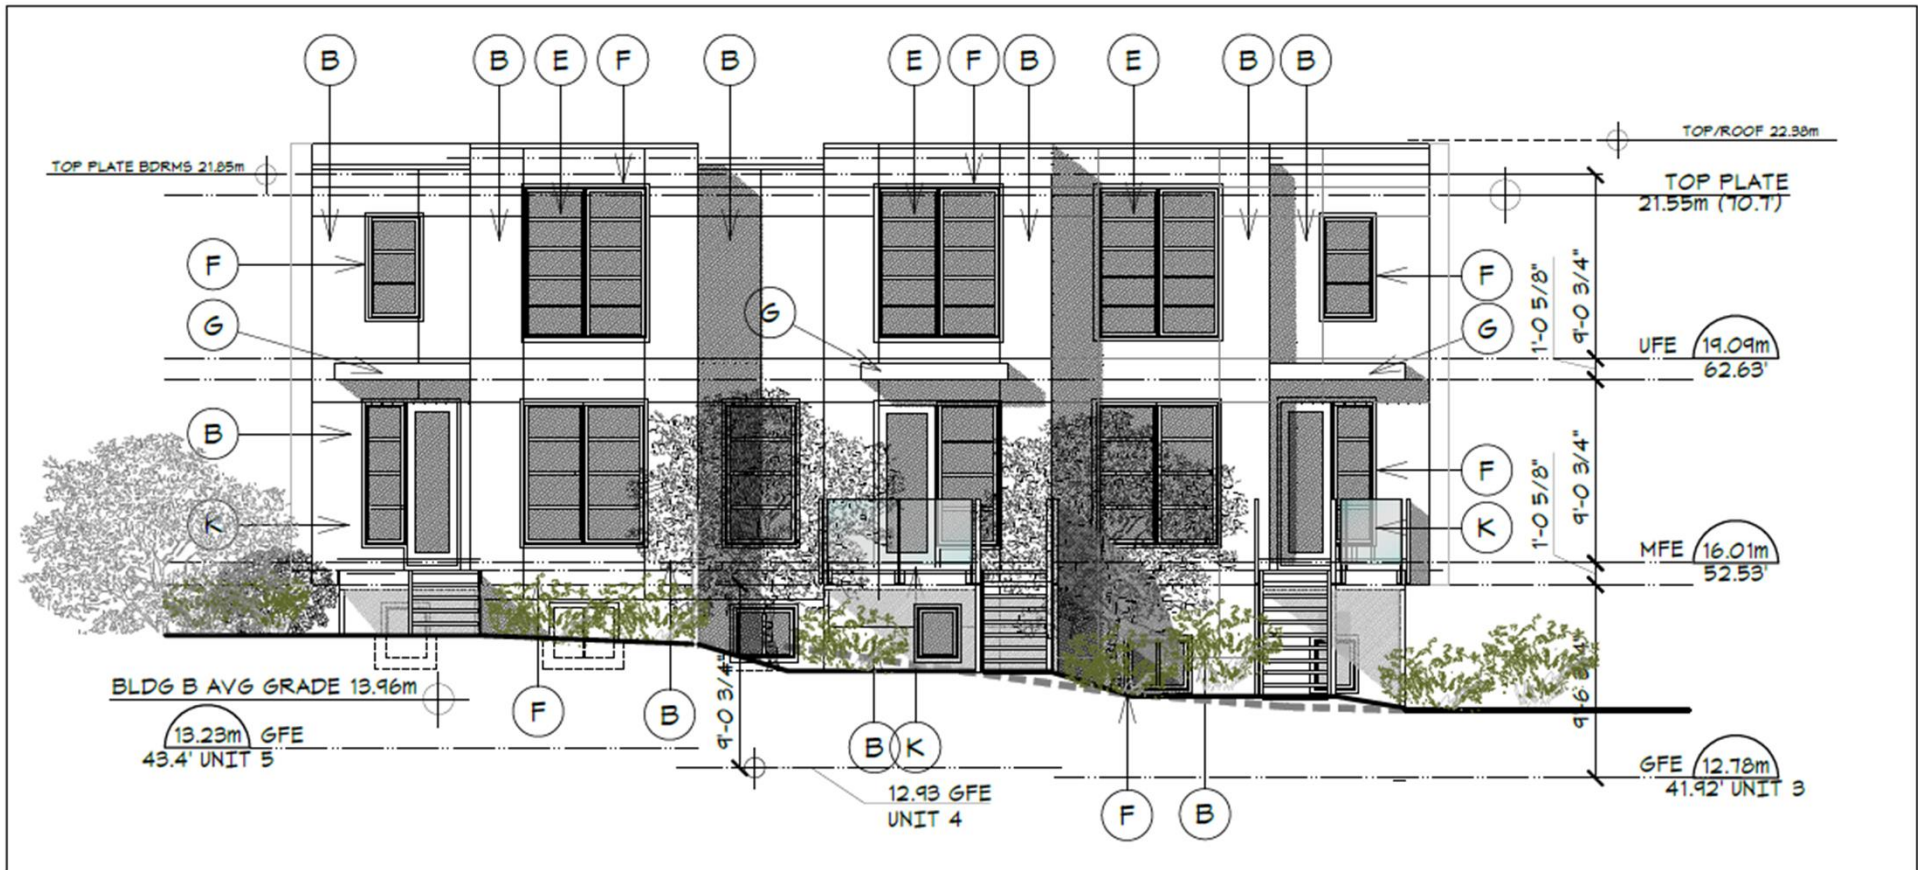 B B E F B E F B E B B
TOP/ROOF 22.38m
TOP PLATE BDRMS 21.85m
TOP PLATE
21.55m (70.7')
F
F
G
G
G
1'-0 5/8"
9'-0 3/4"
UFE 19.09m
62.63'
B
F
K
K
1'-0 5/8"
9'-0 3/4"
MFE 16.01m
52.53'
BLDG B AVG GRADE 13.96m
F
B
9'-0 3/4"
13.23m GFE
43.4' UNIT 5
B K
12.93 GFE
UNIT 4
GFE 12.78m
41.92' UNIT 3
F B